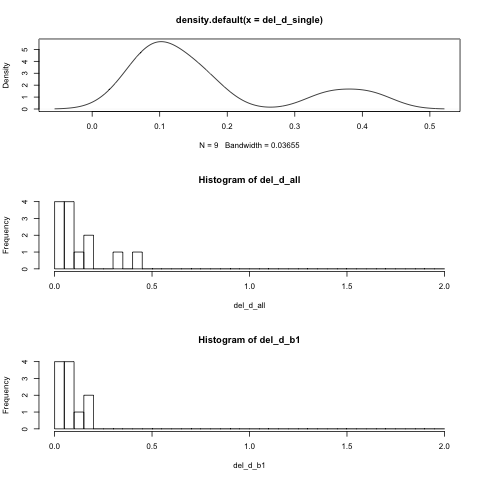 density.default(x = del_d_single)
Density
0 1 2 3 4 5
0.0 0.1 0.2 0.3 0.4 0.5
N = 9 Bandwidth = 0.03655
Histogram of del_d_all
Frequency
0 1 2 3 4
0.0 0.5 1.0 1.5 2.0
del_d_all
Histogram of del_d_b1
Frequency
0 1 2 3 4
0.0 0.5 1.0 1.5 2.0
del_d_b1